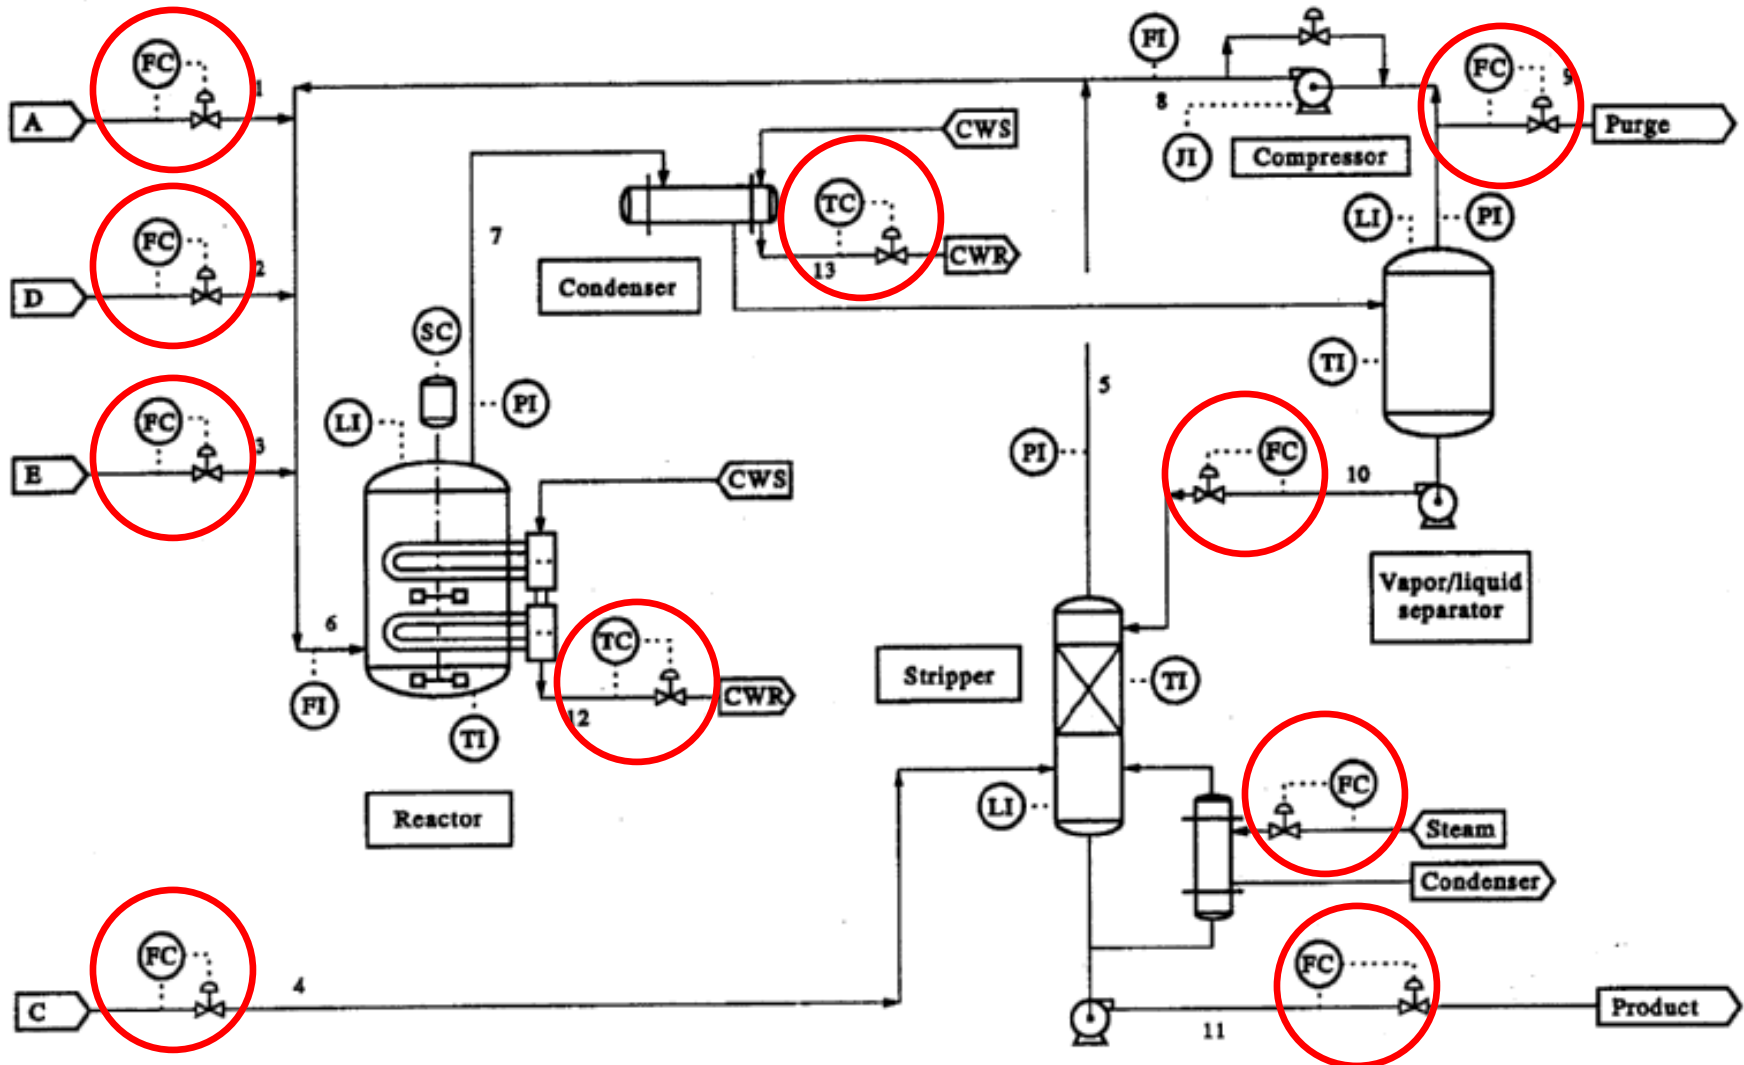 FI
FC
1
FC
9
A
8
CWS
Purge
JI
Compressor
TC
LI
PI
FC
7
2
13
CWR
Condenser
D
SC
TI
5
PI
LI
FC
3
PI
FC
10
E
CWS
Vapor/liquid
separator
6
TC
Stripper
TI
FI
12
CWR
TI
FC
LI
Reactor
Steam
Condenser
FC
4
FC
C
11
Product